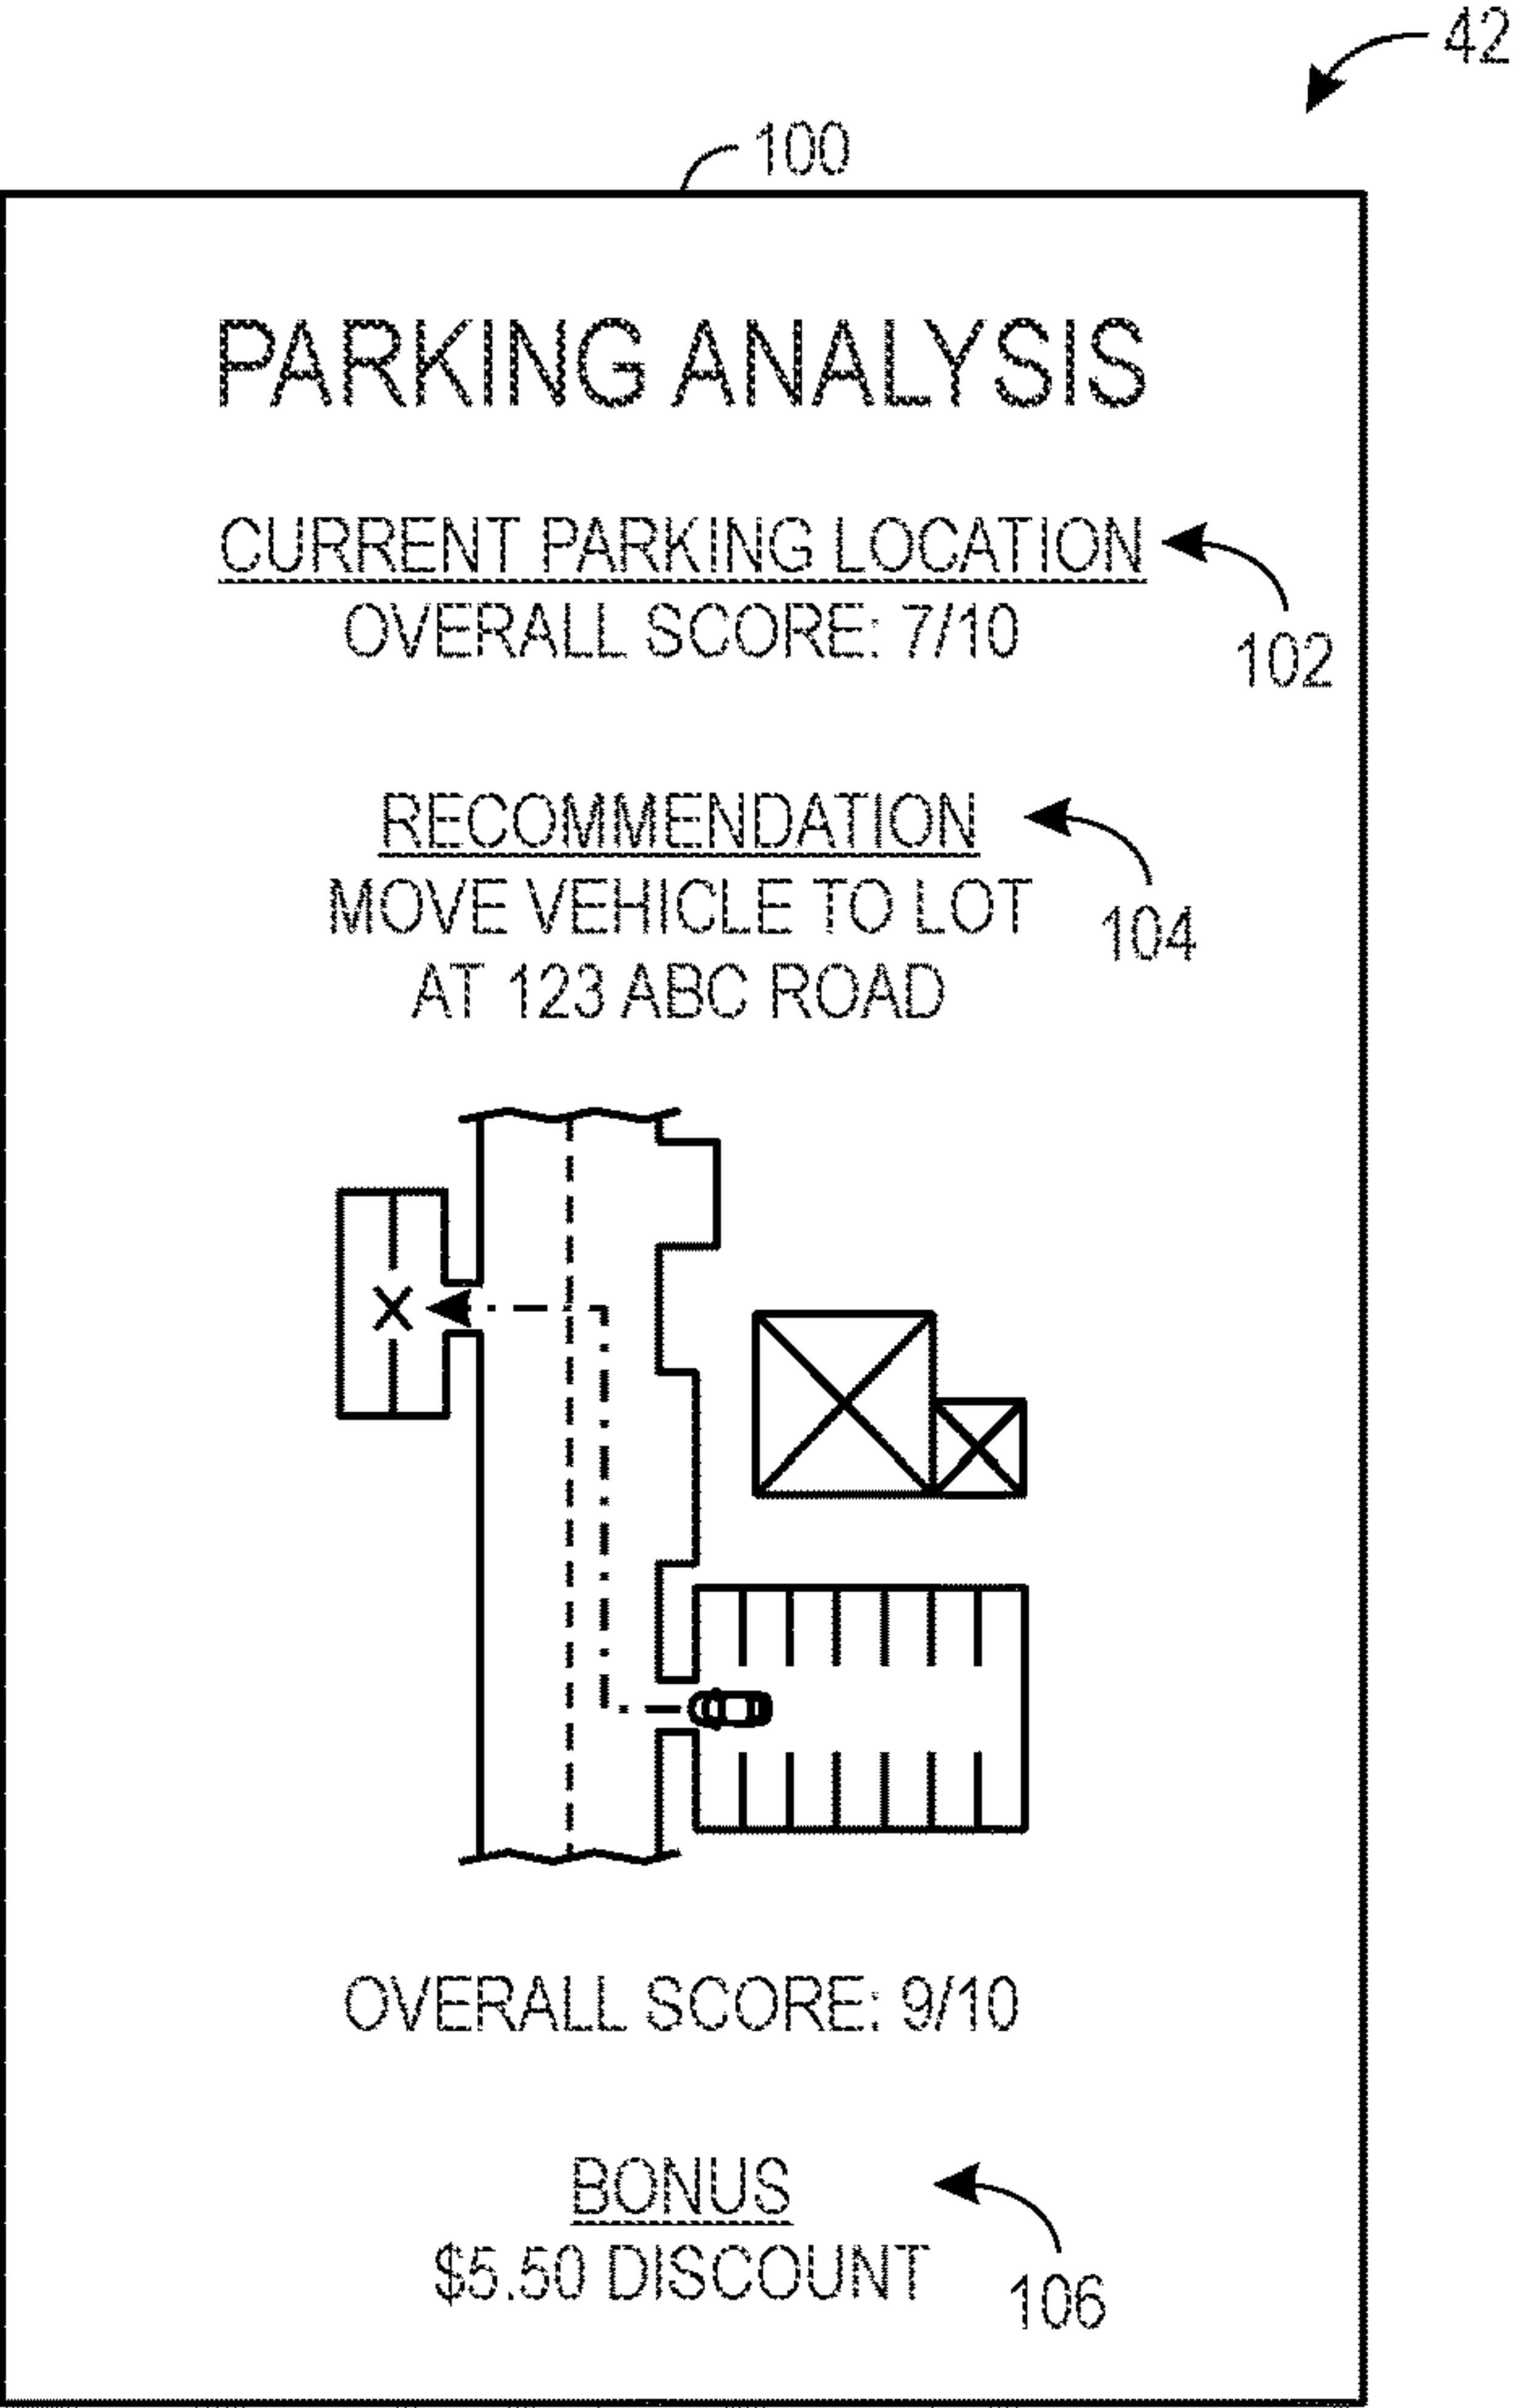 42
100
PARKING ANALYSIS
CURRENT PARKING LOCATION
OVERALL SCORE: 7/10
102
RECOMMENDATION
MOVE VEHICLE TO LOT
104
AT 123 ABC ROAD
OVERALL SCORE: 9/10
BONUS
$5.50 DISCOUNT
106